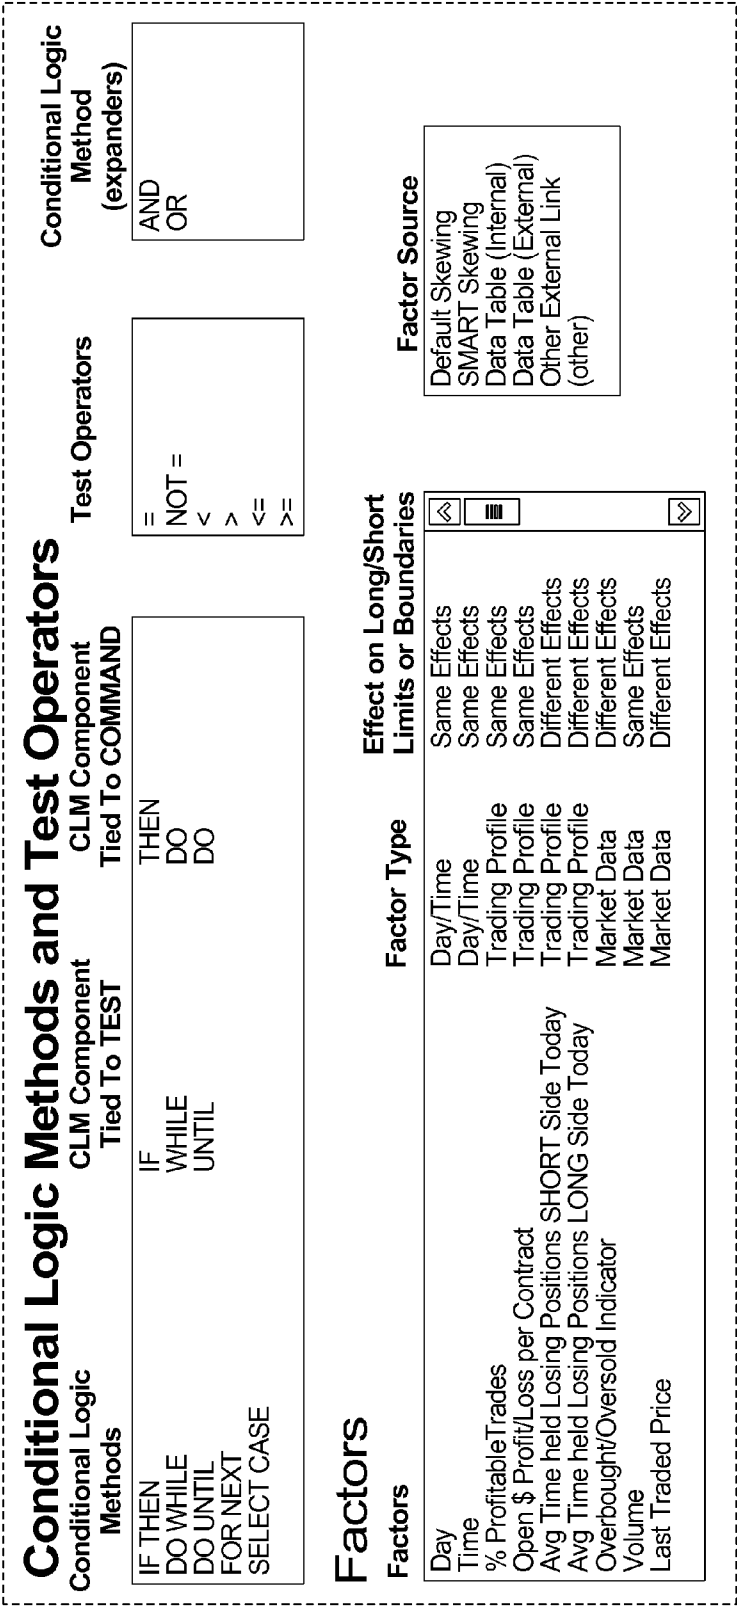 Conditional Logic Methods and Test Operators
Conditional Logic
Methods
CLM Component
Tied To TEST
CLM Component
Tied To COMMAND
Test Operators
Conditional Logic
Method
(expanders)
IF THEN IF THEN
DO WHILE WHILE DO
DO UNTIL UNTIL DO
FOR NEXT
SELECT CASE
=
NOT =
<
>
<=
>=
AND
OR
Factors
Factors
Factor Type
Effect on Long/Short
Limits or Boundaries
Factor Source
Day Day/Time Same Effects
Time Day/Time Same Effects
% ProfitableTrades Trading Profile Same Effects
Open $ Profit/Loss per Contract Trading Profile Same Effects
Avg Time held Losing Positions SHORT Side Today Trading Profile Different Effects
Avg Time held Losing Positions LONG Side Today Trading Profile Different Effects
Overbought/Oversold Indicator Market Data Different Effects
Volume Market Data Same Effects
Last Traded Price Market Data Different Effects
Default Skewing
SMART Skewing
Data Table (Internal)
Data Table (External)
Other External Link
(other)